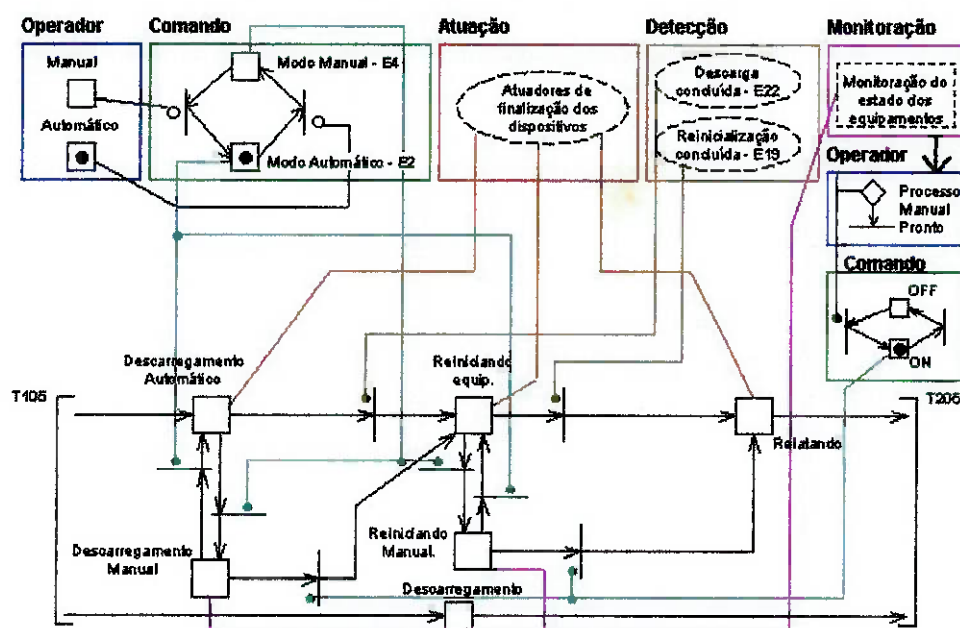 Operador
Comando
Atuação
Detecção
Monitoração
Manual
Automático
Modo Manual - E4
Modo Automático - E2
Atuadores de
finalização dos
dispositivos
Descarga
concluída - E22
Reinicialização
concluída - E19
Monitoração do
estado dos
equipamentos
Operador
Processo
Manual
Pronto
Comando
OFF
ON
T105
Descarregamento
Automático
Reiniciando
equip.
T205
Relatando
Descarregamento
Manual
Reiniciando
Manual.
Descarregamento